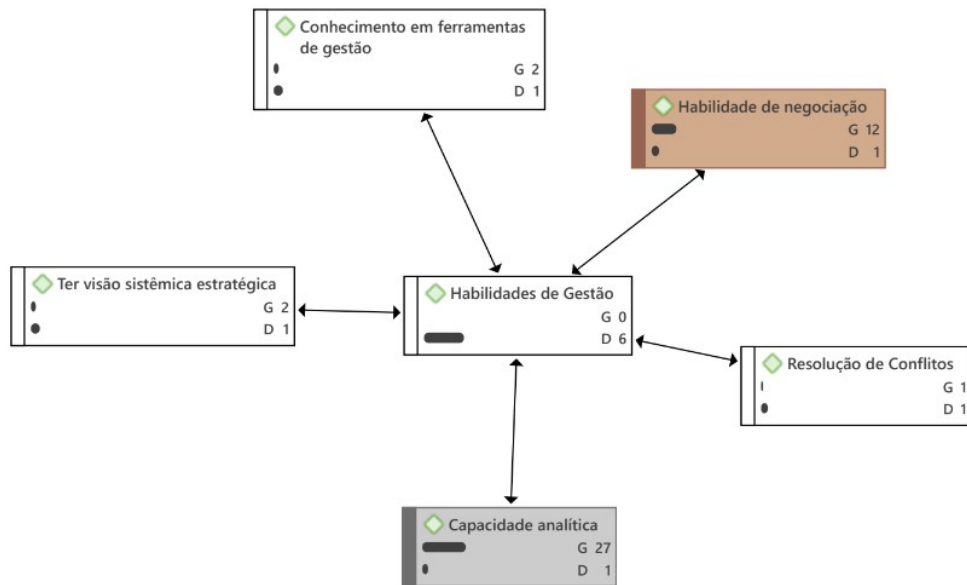 Conhecimento em ferramentas
de gestão
G 2
D 1
Habilidade de negociação
G 12
D 1
Ter visão sistêmica estratégica
G 2
D 1
Habilidades de Gestão
G 0
D 6
Resolução de Conflitos
G 1
D 1
Capacidade analítica
G 27
D 1